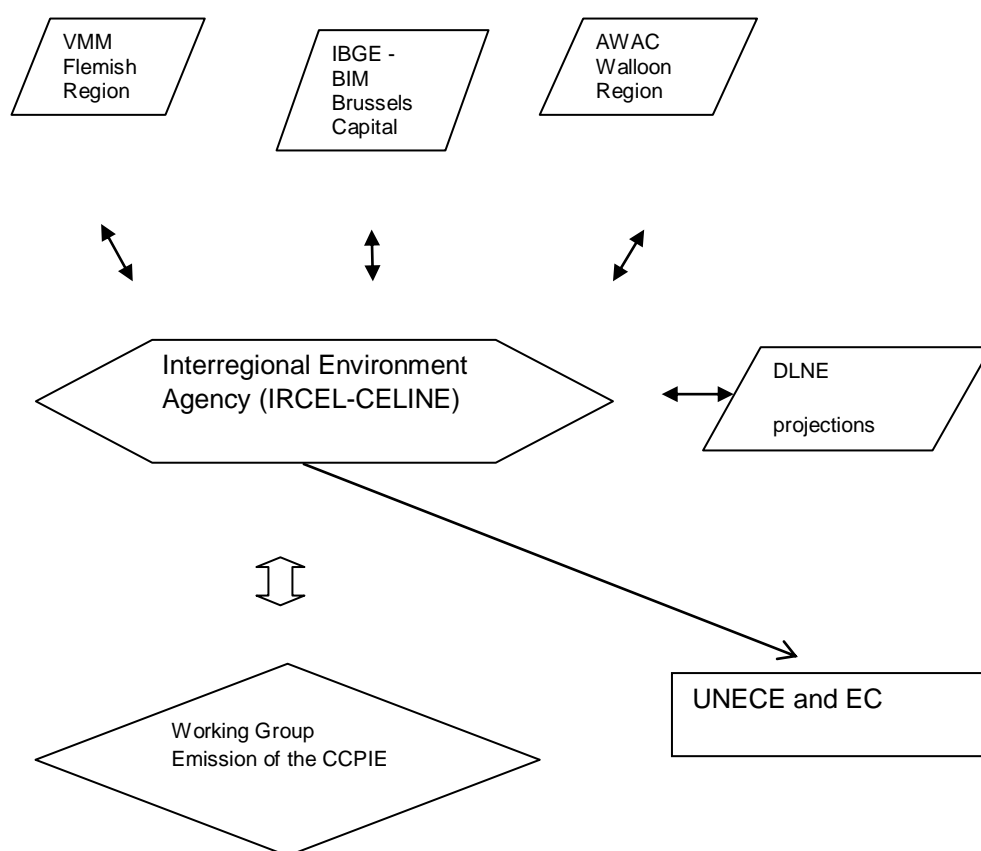 VMM
Flemish
Region
IBGE -
BIM
Brussels
Capital
AWAC
Walloon
Region
Interregional Environment
Agency (IRCEL-CELINE)
DLNE
projections
Working Group
Emission of the CCPIE
UNECE and EC